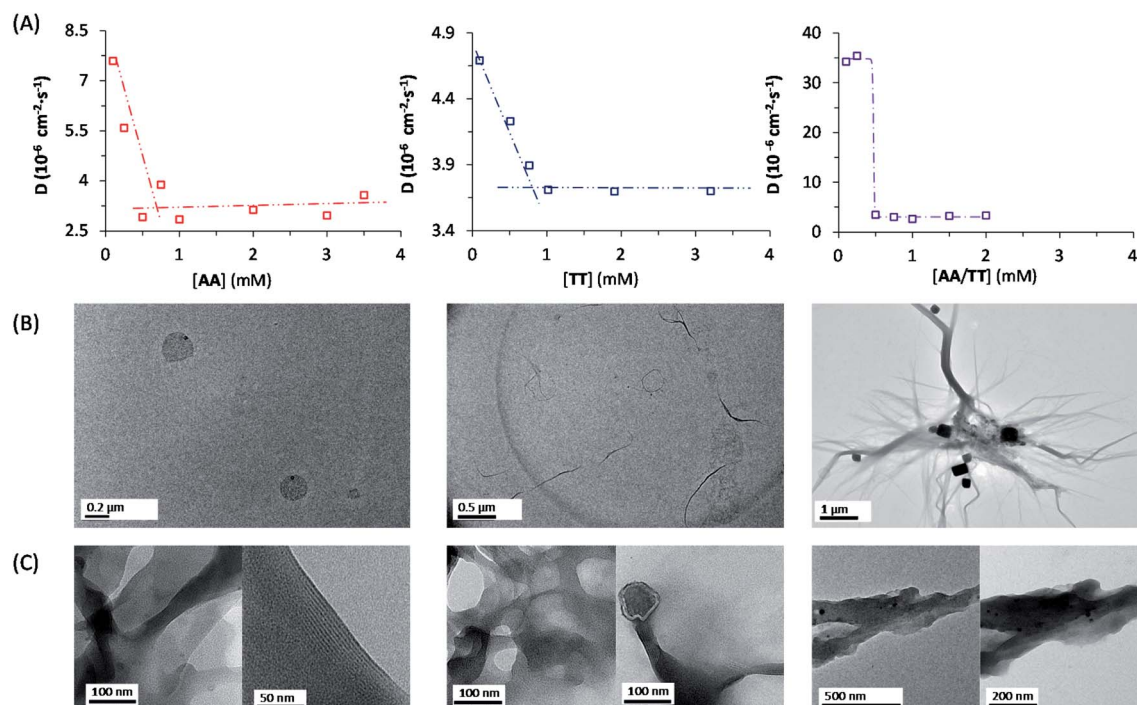 (A)
D (10⁻⁶ cm⁻²·s⁻¹)
8.5
7
5.5
4
2.5
0
1
2
3
4
[AA] (mM)
D (10⁻⁶ cm⁻²·s⁻¹)
4.9
4.4
3.9
3.4
0
1
2
3
4
[TT] (mM)
D (10⁻⁶ cm⁻²·s⁻¹)
40
30
20
10
0
0
1
2
3
4
[AA/TT] (mM)
(B)
0.2 µm
0.5 µm
1 µm
(C)
100 nm
50 nm
100 nm
100 nm
500 nm
200 nm